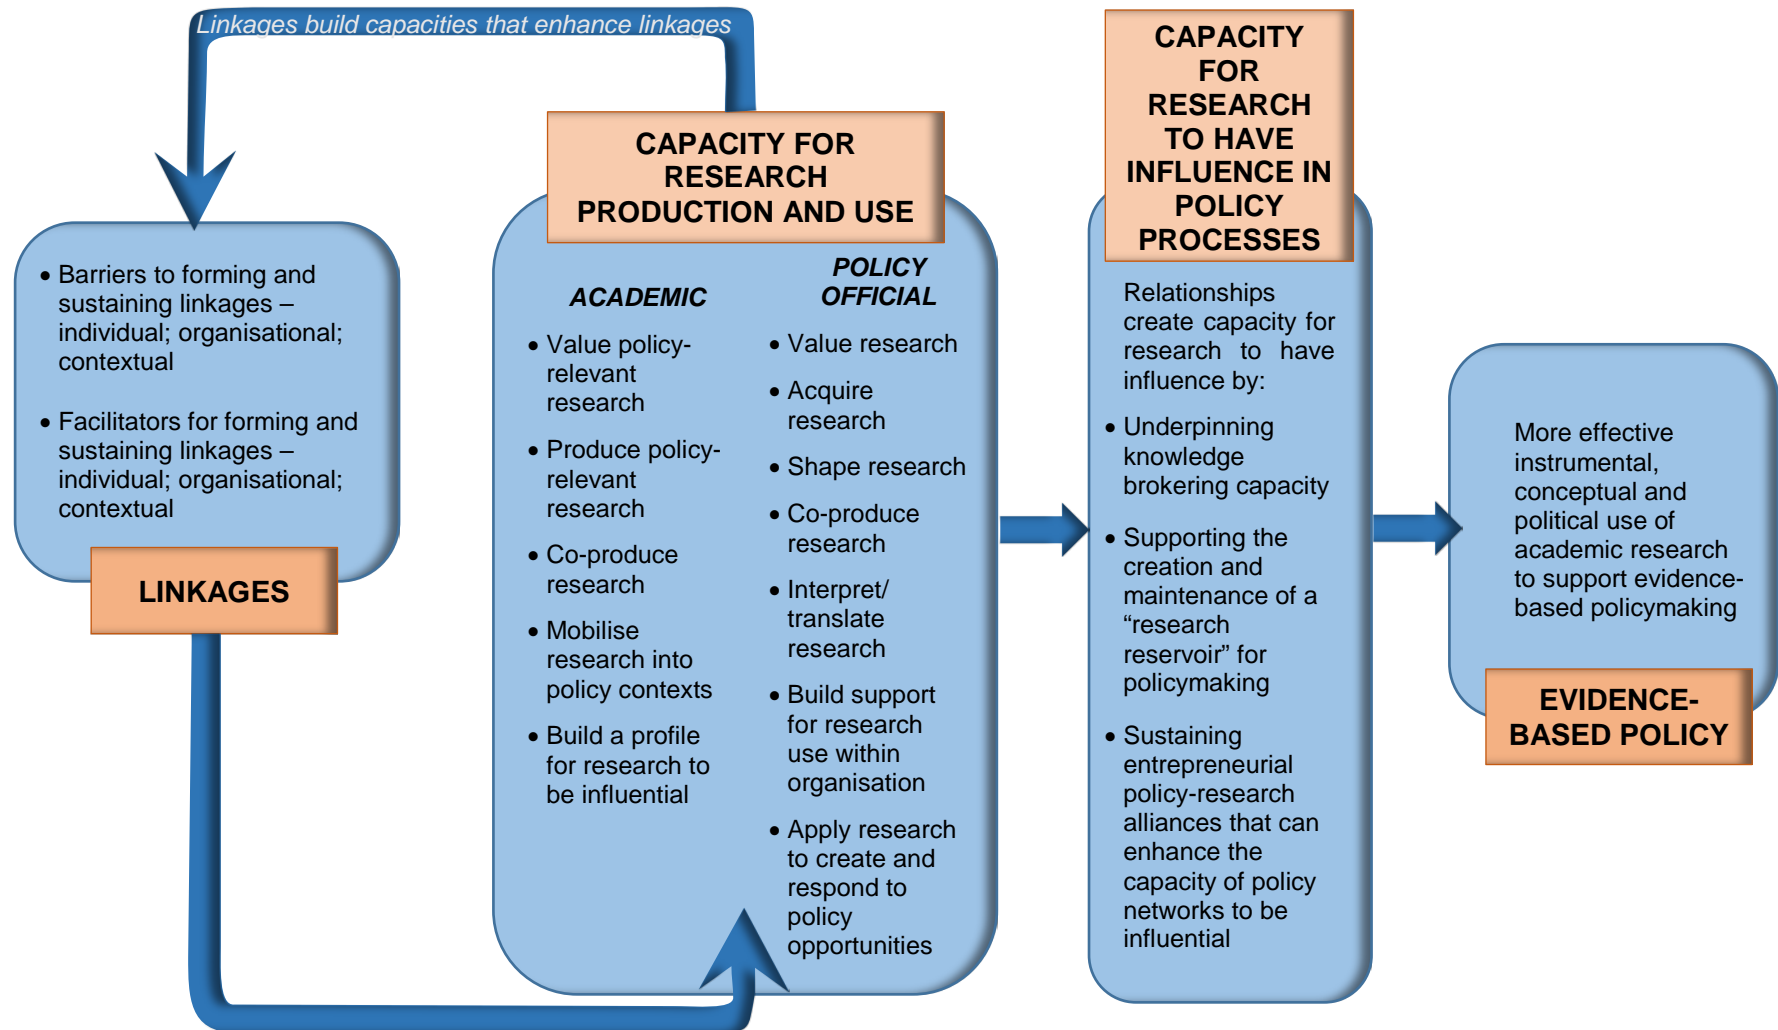 Linkages build capacities that enhance linkages
• Barriers to forming and
sustaining linkages –
individual; organisational;
contextual
• Facilitators for forming and
sustaining linkages –
individual; organisational;
contextual
LINKAGES
CAPACITY FOR
RESEARCH
PRODUCTION AND USE
ACADEMIC
• Value policy-
relevant
research
• Produce policy-
relevant
research
• Co-produce
research
• Mobilise
research into
policy contexts
• Build a profile
for research to
be influential
POLICY
OFFICIAL
• Value research
• Acquire
research
• Shape research
• Co-produce
research
• Interpret/
translate
research
• Build support
for research
use within
organisation
• Apply research
to create and
respond to
policy
opportunities
CAPACITY
FOR
RESEARCH
TO HAVE
INFLUENCE IN
POLICY
PROCESSES
Relationships
create capacity for
research to have
influence by:
• Underpinning
knowledge
brokering capacity
• Supporting the
creation and
maintenance of a
“research
reservoir” for
policymaking
• Sustaining
entrepreneurial
policy-research
alliances that can
enhance the
capacity of policy
networks to be
influential
More effective
instrumental,
conceptual and
political use of
academic research
to support evidence-
based policymaking
EVIDENCE-
BASED POLICY